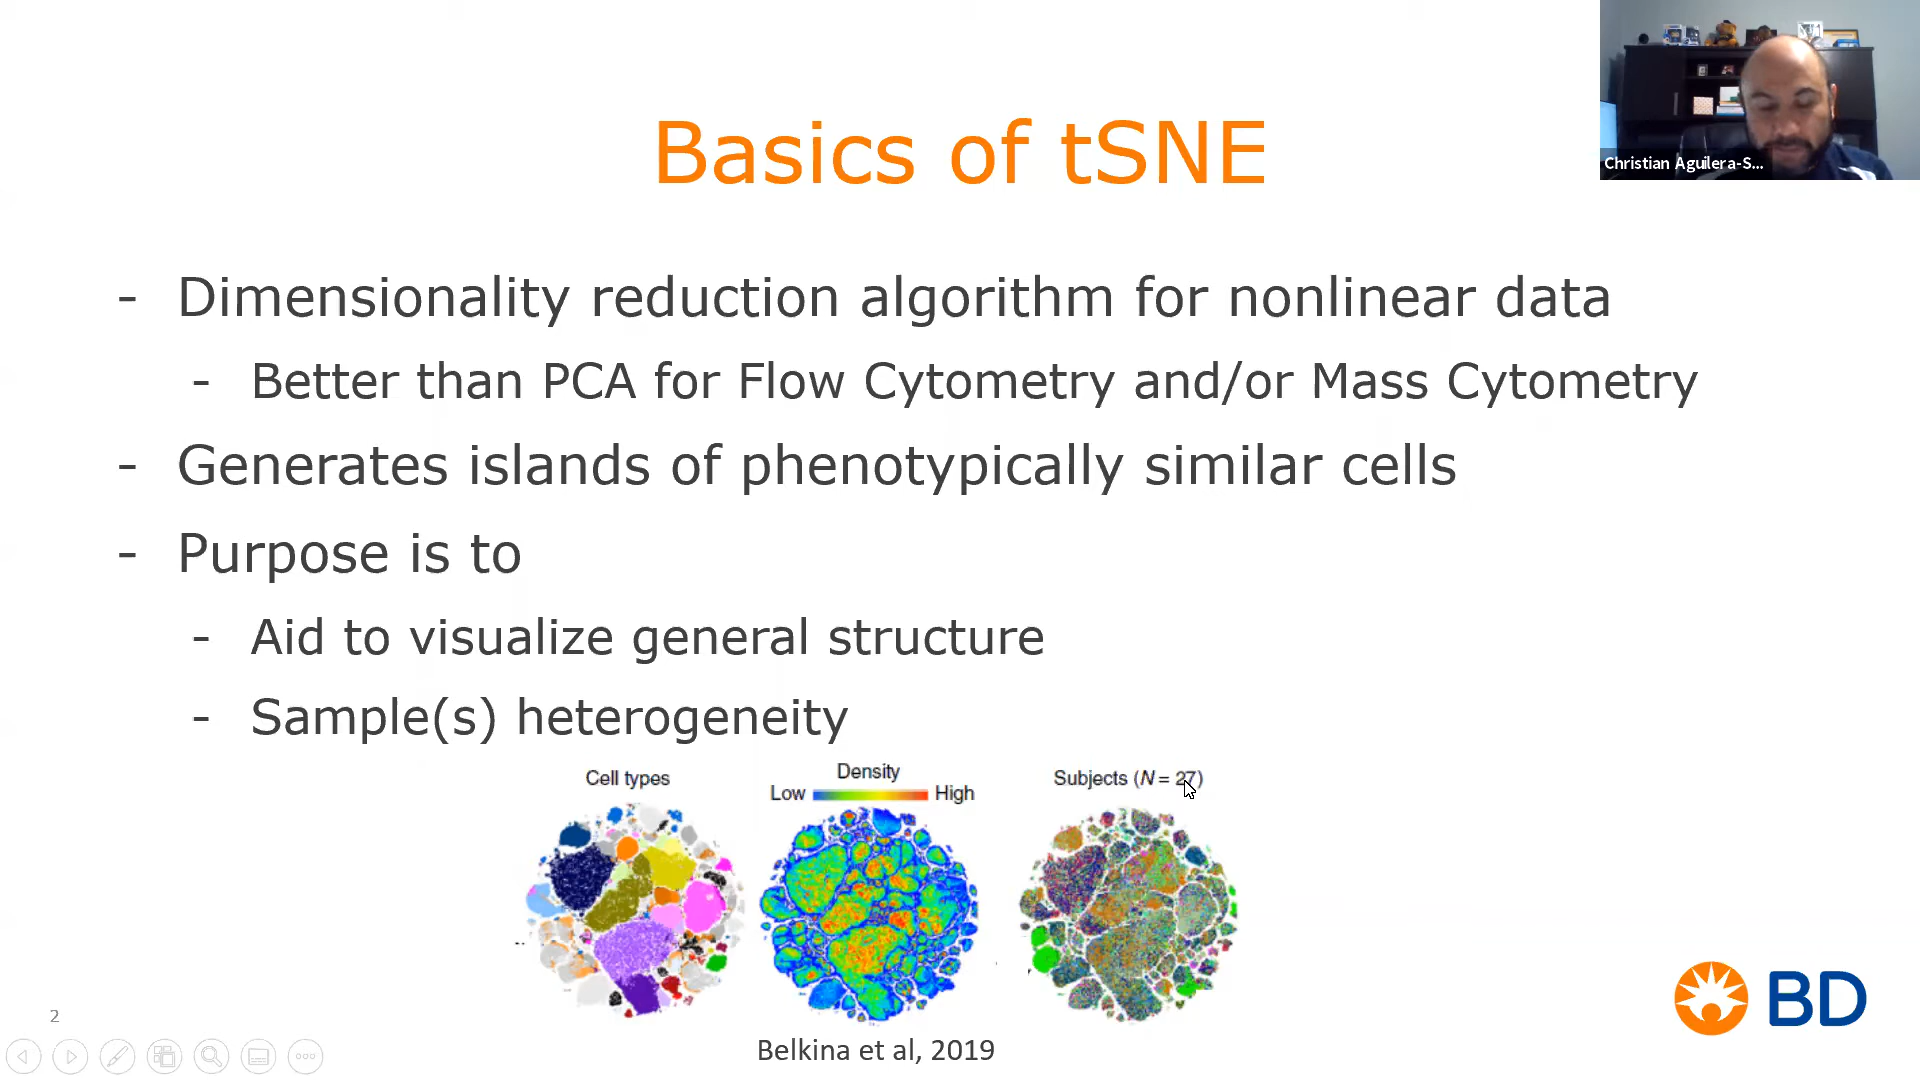 Basics of tSNE
Christian Aguilera-S...
- Dimensionality reduction algorithm for nonlinear data
- Better than PCA for Flow Cytometry and/or Mass Cytometry
- Generates islands of phenotypically similar cells
- Purpose is to
- Aid to visualize general structure
- Sample(s) heterogeneity
Cell types
Density
Low High
Subjects (N = 27)
Belkina et al, 2019
BD
2